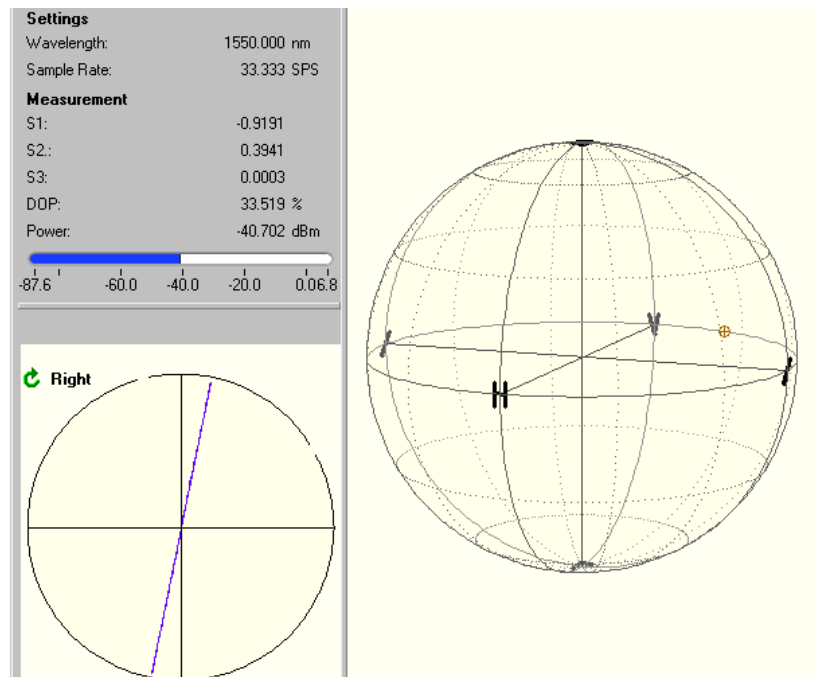 Settings
Wavelength: 1550.000 nm
Sample Rate: 33.333 SPS
Measurement
S1: -0.9191
S2.: 0.3941
S3: 0.0003
DOP: 33.519 %
Power: -40.702 dBm
-87.6 -60.0 -40.0 -20.0 0.06.8
Right
V
H